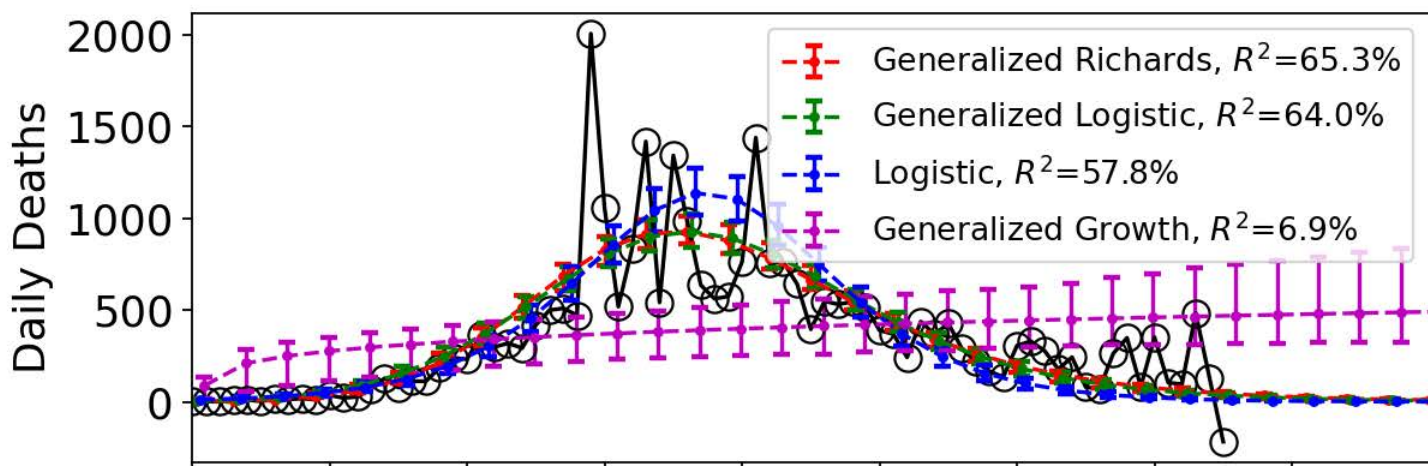 2000
1500
1000
500
0
Daily Deaths
Generalized Richards, R²=65.3%
Generalized Logistic, R²=64.0%
Logistic, R²=57.8%
Generalized Growth, R²=6.9%